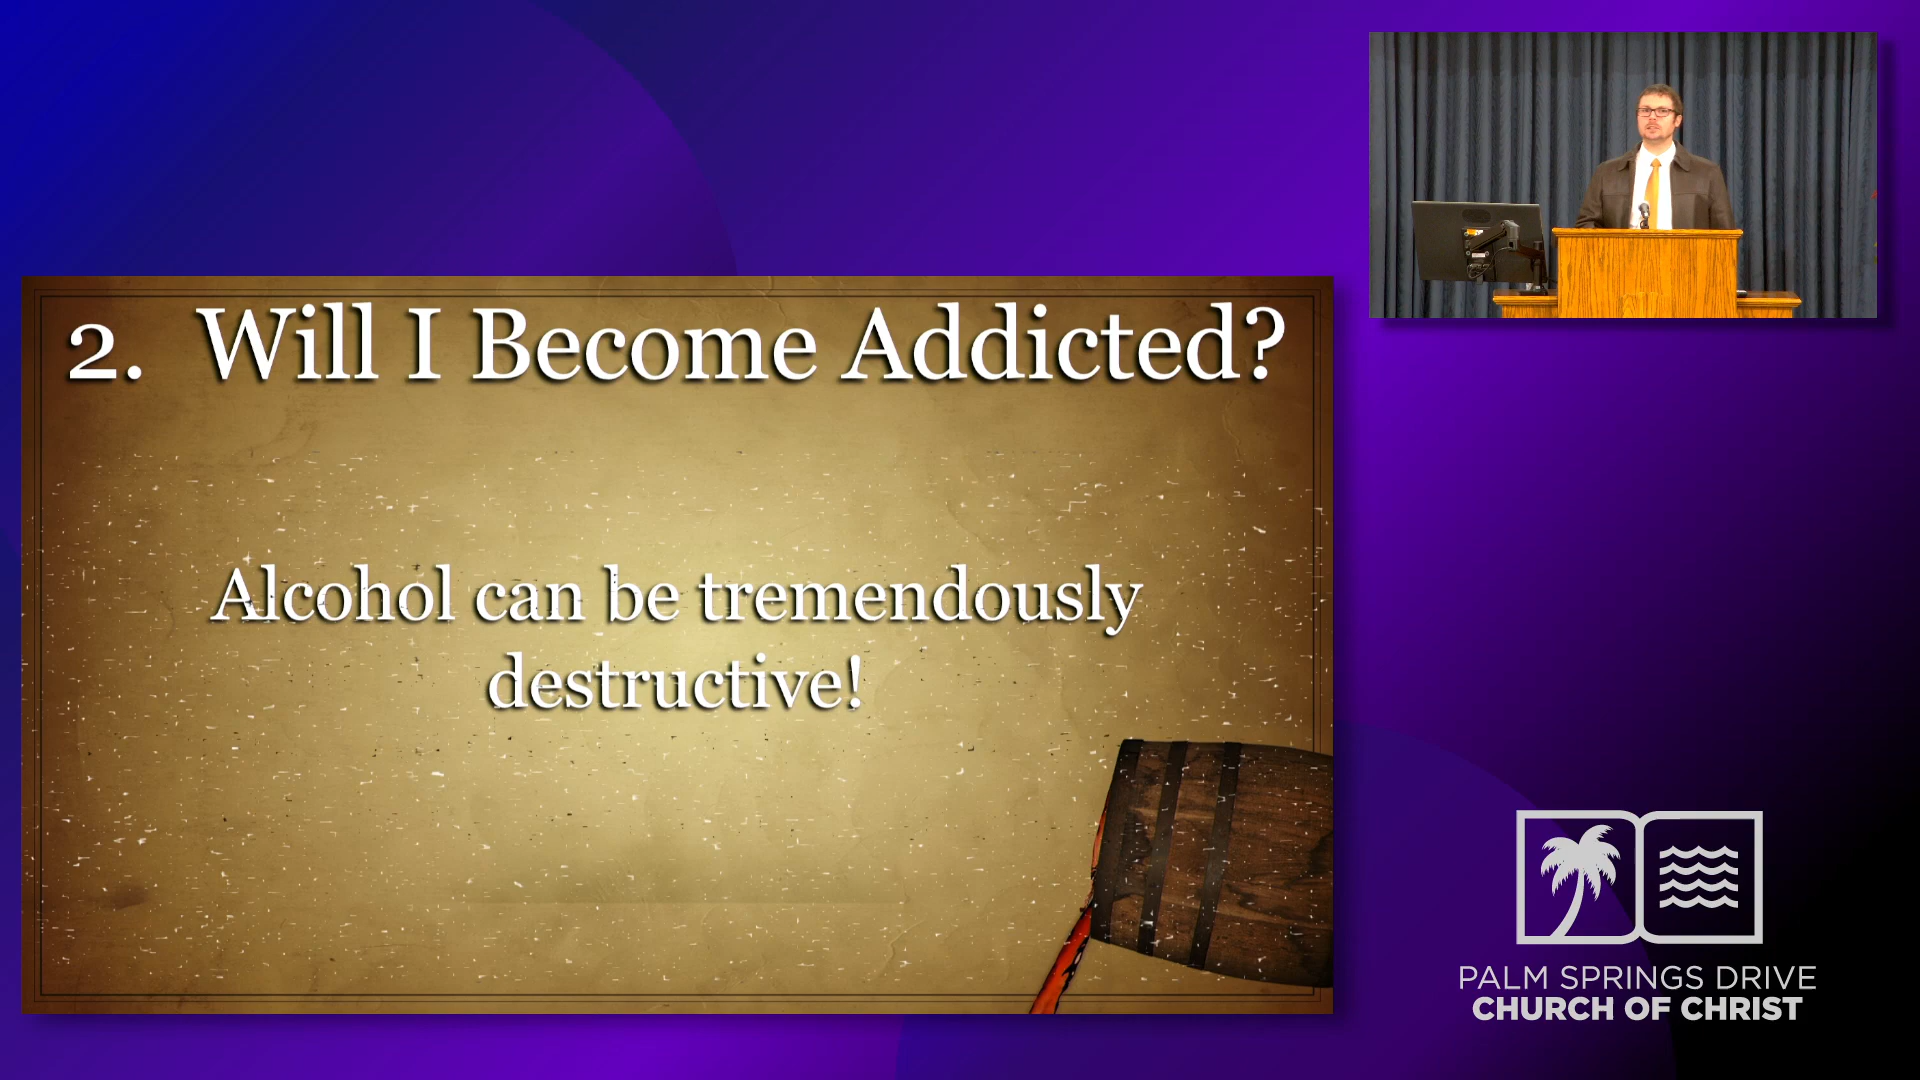 2. Will I Become Addicted?
Alcohol can be tremendously
destructive!
PALM SPRINGS DRIVE
CHURCH OF CHRIST